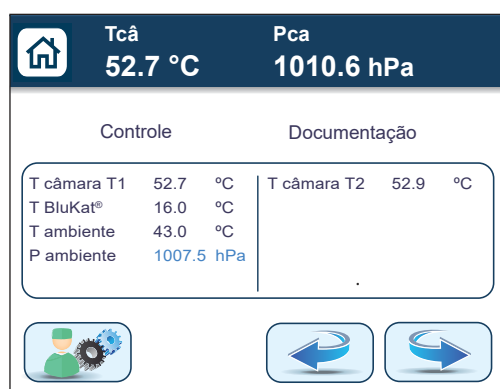 Tcâ Pca
52.7 °C 1010.6 hPa
Controle Documentação
T câmara T1 52.7 ºC T câmara T2 52.9 ºC
T BluKat® 16.0 ºC
T ambiente 43.0 ºC
P ambiente 1007.5 hPa
.